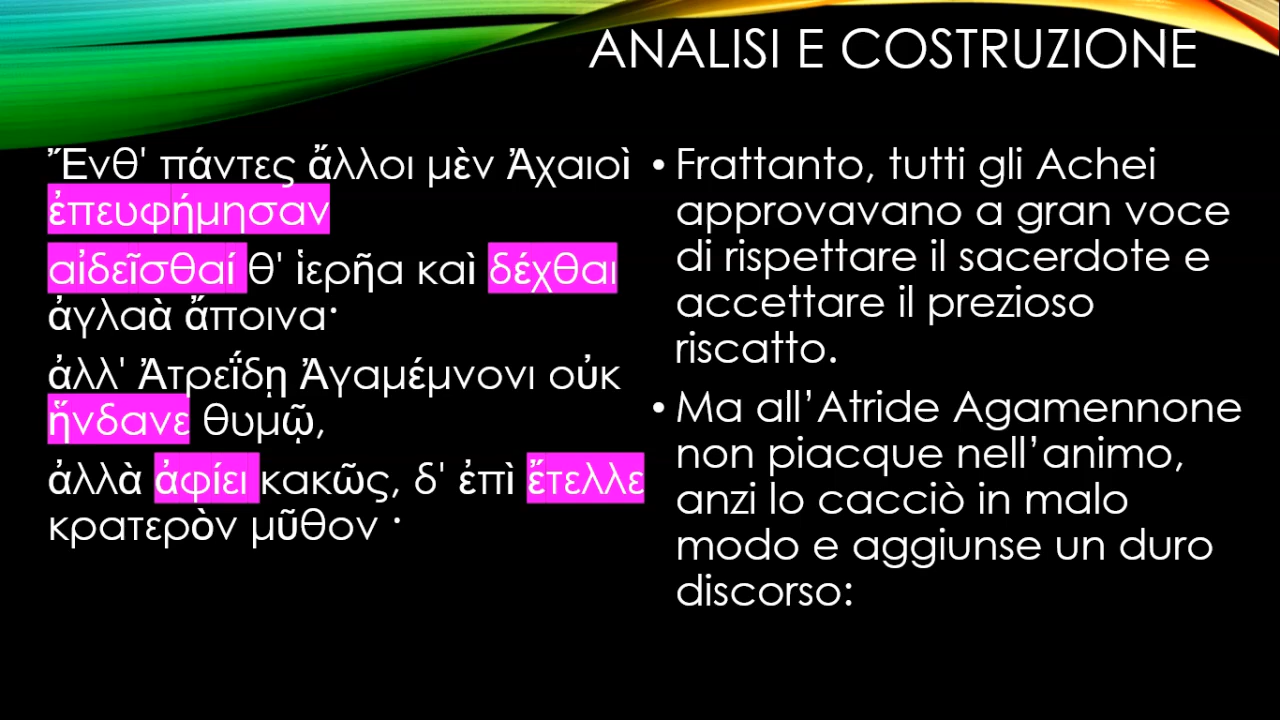 ANALISI E COSTRUZIONE
Ἔνθ' πάντες ἄλλοι μὲν Ἀχαιοὶ
ἐπευφήμησαν
αἰδεῖσθαί θ' ἱερῆα καὶ δέχθαι
ἀγλαὰ ἄποινα·
ἀλλ' Ἀτρεΐδῃ Ἀγαμέμνονι οὐκ
ἥνδανε θυμῷ,
ἀλλὰ ἀφίει κακῶς, δ' ἐπὶ ἔτελλε
κρατερὸν μῦθον ·
• Frattanto, tutti gli Achei
approvavano a gran voce
di rispettare il sacerdote e
accettare il prezioso
riscatto.
• Ma all’Atride Agamennone
non piacque nell’animo,
anzi lo cacciò in malo
modo e aggiunse un duro
discorso: